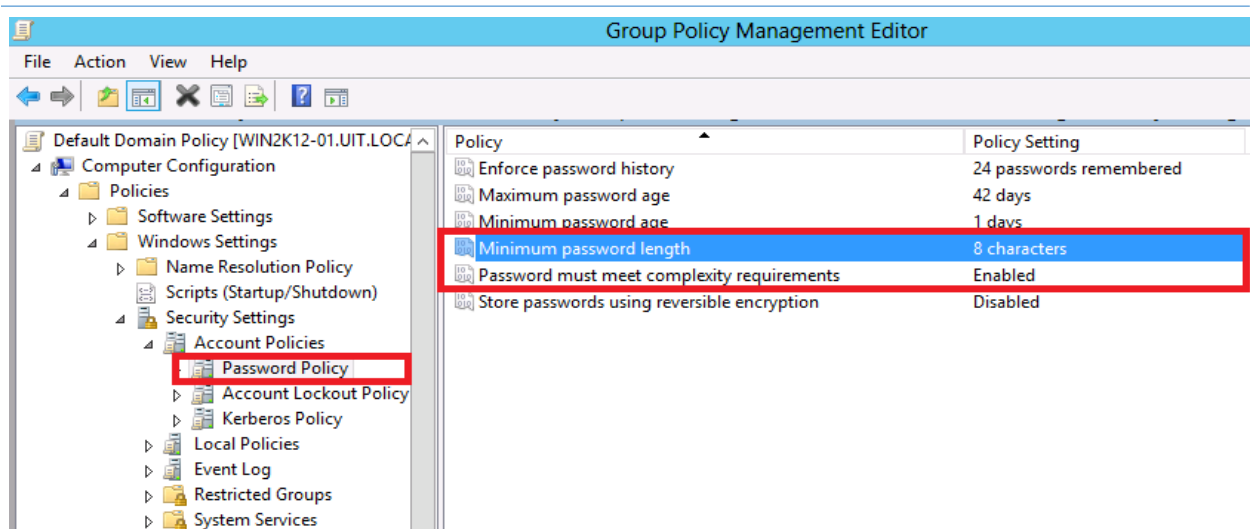 Group Policy Management Editor
File Action View Help
Default Domain Policy [WIN2K12-01.UIT.LOCA
Computer Configuration
Policies
Software Settings
Windows Settings
Name Resolution Policy
Scripts (Startup/Shutdown)
Security Settings
Account Policies
Password Policy
Account Lockout Policy
Kerberos Policy
Local Policies
Event Log
Restricted Groups
System Services
Policy Policy Setting
Enforce password history 24 passwords remembered
Maximum password age 42 days
Minimum password age 1 days
Minimum password length 8 characters
Password must meet complexity requirements Enabled
Store passwords using reversible encryption Disabled